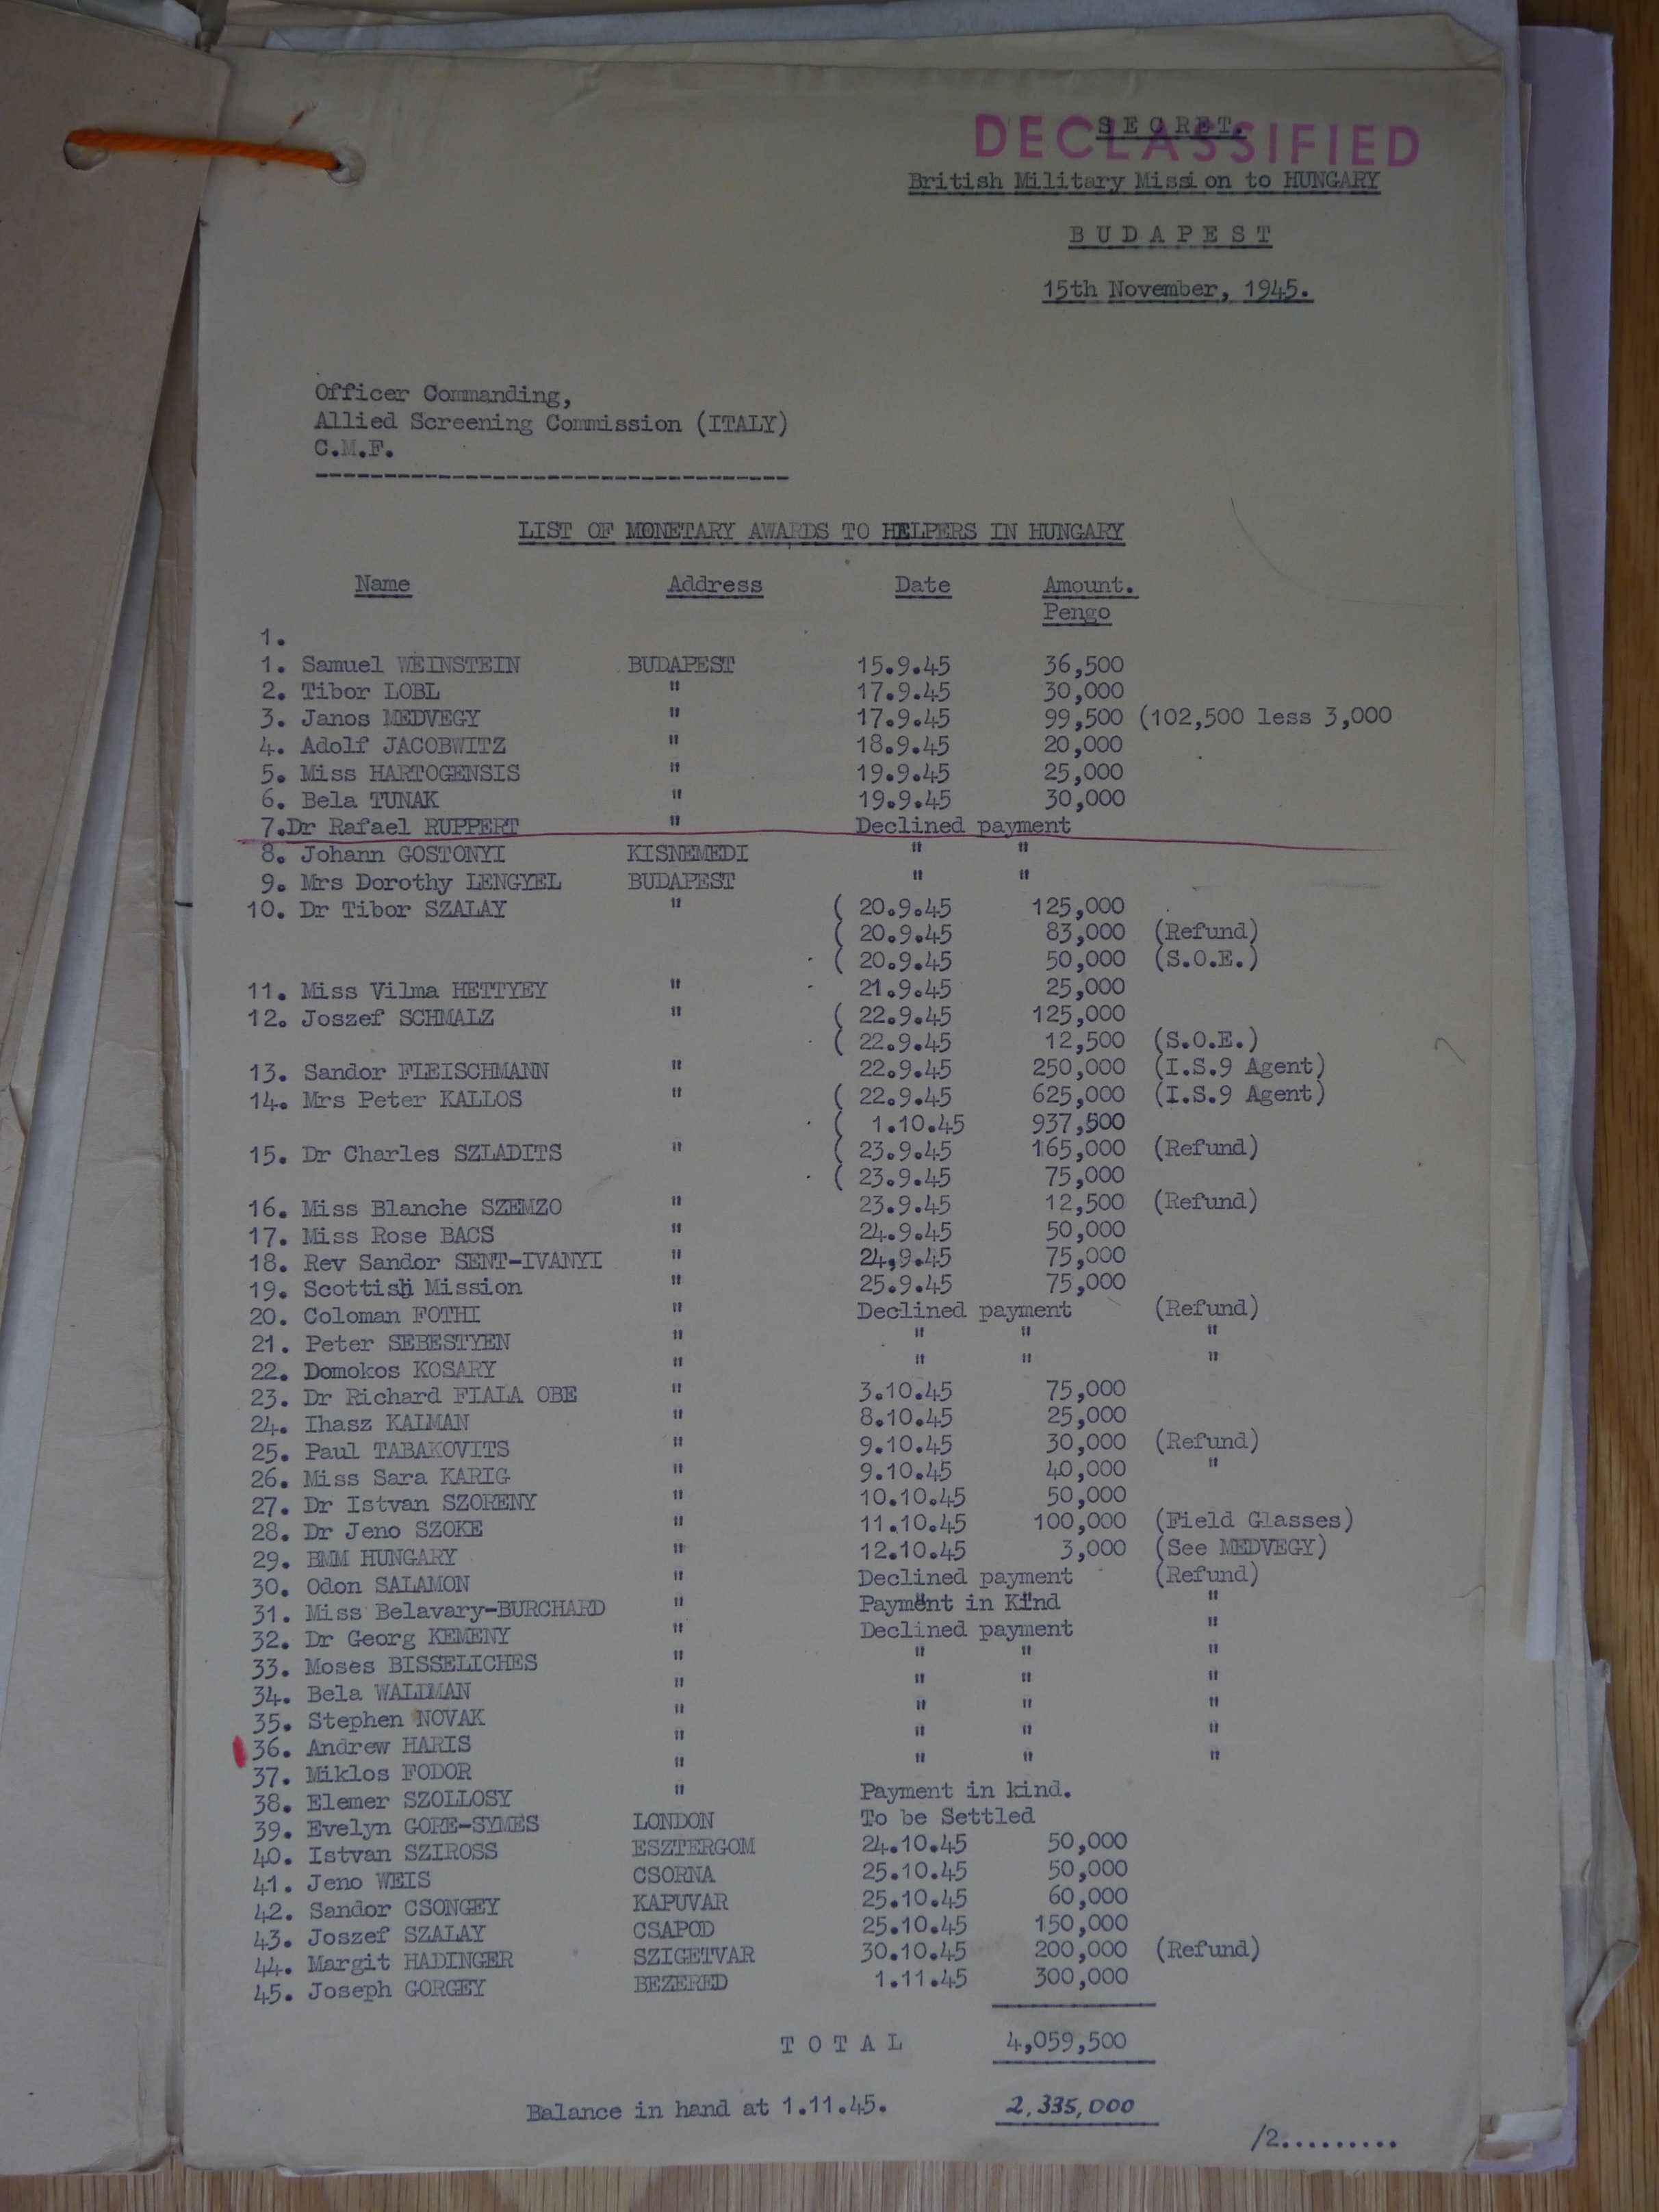 SECRET.
DECLASSIFIED
British Military Mission to HUNGARY
BUDAPEST
15th November, 1945.
Officer Commanding,
Allied Screening Commission (ITALY)
C.M.F.
-----------------------------------
LIST OF MONETARY AWARDS TO HELPERS IN HUNGARY
Name Address Date Amount.
Pengo
1.
1. Samuel WEINSTEIN BUDAPEST 15.9.45 36,500
2. Tibor LOBL " 17.9.45 30,000
3. Janos MEDVEGY " 17.9.45 99,500 (102,500 less 3,000
4. Adolf JACOBWITZ " 18.9.45 20,000
5. Miss HARTOGENSIS " 19.9.45 25,000
6. Bela TUNAK " 19.9.45 30,000
7.Dr Rafael RUPPERT " Declined payment
8. Johann GOSTONYI KISNEMEDI " "
9. Mrs Dorothy LENGYEL BUDAPEST " "
10. Dr Tibor SZALAY " ( 20.9.45 125,000
( 20.9.45 83,000 (Refund)
( 20.9.45 50,000 (S.O.E.)
11. Miss Vilma HETTYEY " 21.9.45 25,000
12. Joszef SCHMALZ " ( 22.9.45 125,000
( 22.9.45 12,500 (S.O.E.)
13. Sandor FLEISCHMANN " 22.9.45 250,000 (I.S.9 Agent)
14. Mrs Peter KALLOS " ( 22.9.45 625,000 (I.S.9 Agent)
( 1.10.45 937,500
15. Dr Charles SZLADITS " ( 23.9.45 165,000 (Refund)
( 23.9.45 75,000
16. Miss Blanche SZEMZO " 23.9.45 12,500 (Refund)
17. Miss Rose BACS " 24.9.45 50,000
18. Rev Sandor SENT-IVANYI " 24,9.45 75,000
19. Scottish Mission " 25.9.45 75,000
20. Coloman FOTHI " Declined payment (Refund)
21. Peter SEBESTYEN " " " "
22. Domokos KOSARY " " " "
23. Dr Richard FIALA OBE " 3.10.45 75,000
24. Ihasz KALMAN " 8.10.45 25,000
25. Paul TABAKOVITS " 9.10.45 30,000 (Refund)
26. Miss Sara KARIG " 9.10.45 40,000 "
27. Dr Istvan SZORENY " 10.10.45 50,000
28. Dr Jeno SZOKE " 11.10.45 100,000 (Field Glasses)
29. BMM HUNGARY " 12.10.45 3,000 (See MEDVEGY)
30. Odon SALAMON " Declined payment (Refund)
31. Miss Belavary-BURCHARD " Payment in Kind "
32. Dr Georg KEMENY " Declined payment "
33. Moses BISSELICHES " " " "
34. Bela WALDMAN " " " "
35. Stephen NOVAK " " " "
36. Andrew HARIS " " " "
37. Miklos FODOR " " " "
38. Elemer SZOLLOSY " Payment in kind.
39. Evelyn GORE-SYMES LONDON To be Settled
40. Istvan SZIROSS ESZTERGOM 24.10.45 50,000
41. Jeno WEIS CSORNA 25.10.45 50,000
42. Sandor CSONGEY KAPUVAR 25.10.45 60,000
43. Joszef SZALAY CSAPOD 25.10.45 150,000
44. Margit HADINGER SZIGETVAR 30.10.45 200,000 (Refund)
45. Joseph GORGEY BEZERED 1.11.45 300,000
TOTAL 4,059,500
Balance in hand at 1.11.45. 2,335,000
/2.........